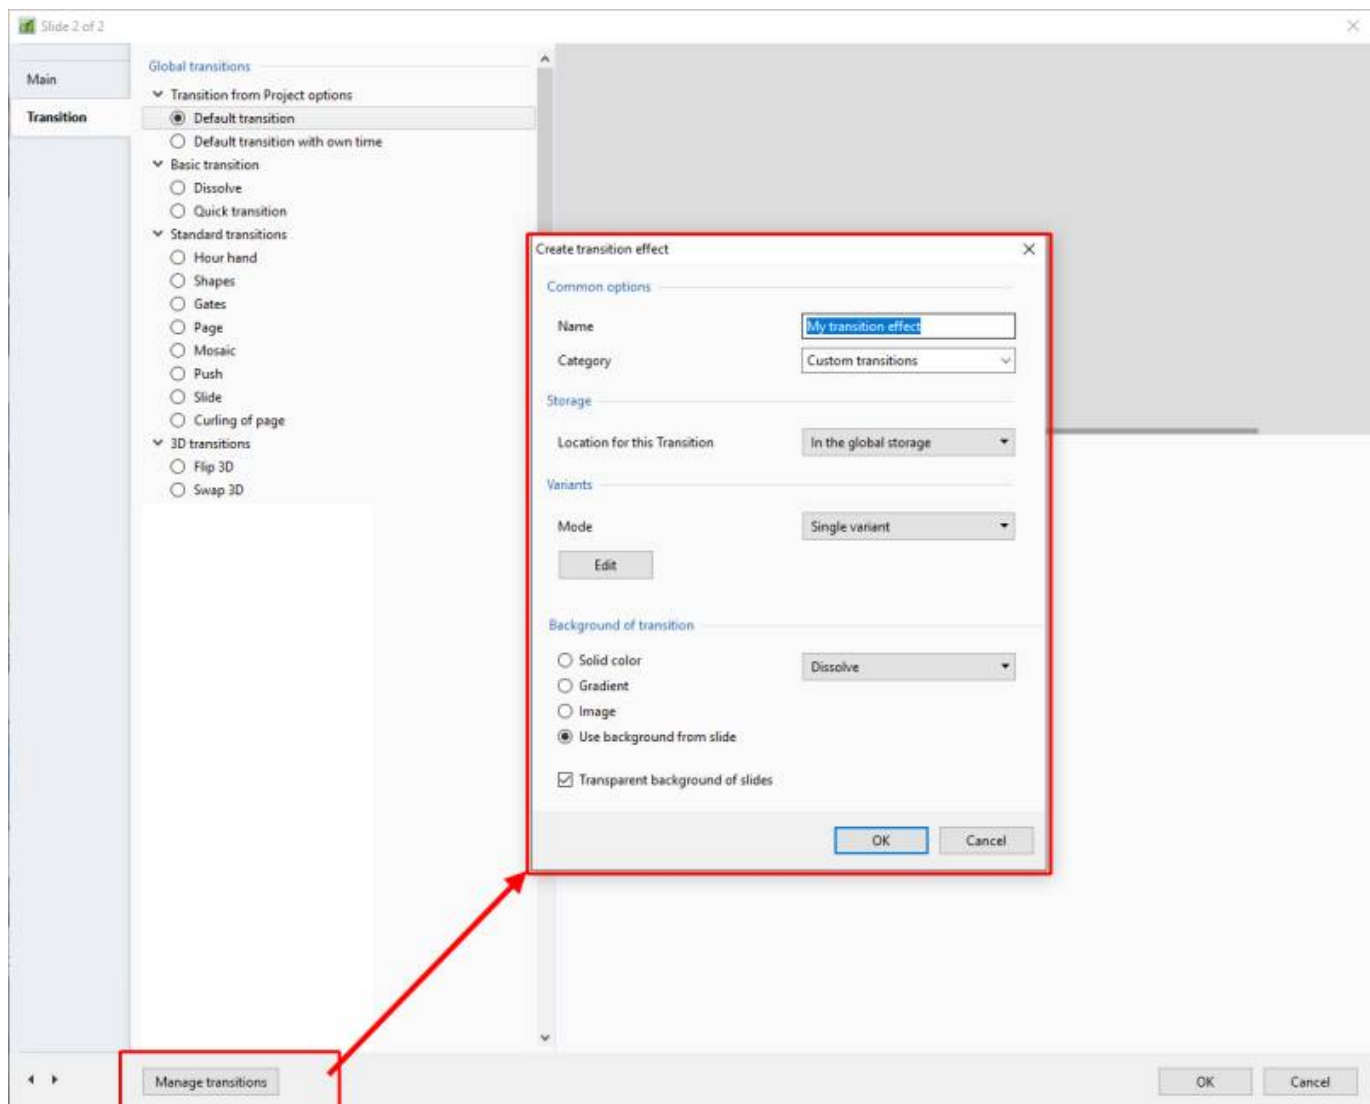 Slide 2 of 2
Main
Transition
Global transitions
Transition from Project options
Default transition
Default transition with own time
Basic transition
Dissolve
Quick transition
Standard transitions
Hour hand
Shapes
Gates
Page
Mosaic
Push
Slide
Curling of page
3D transitions
Flip 3D
Swap 3D
Create transition effect
Common options
Name My transition effect
Category Custom transitions
Storage
Location for this Transition In the global storage
Variants
Mode Single variant
Edit
Background of transition
Solid color Dissolve
Gradient
Image
Use background from slide
Transparent background of slides
OK Cancel
Manage transitions OK Cancel